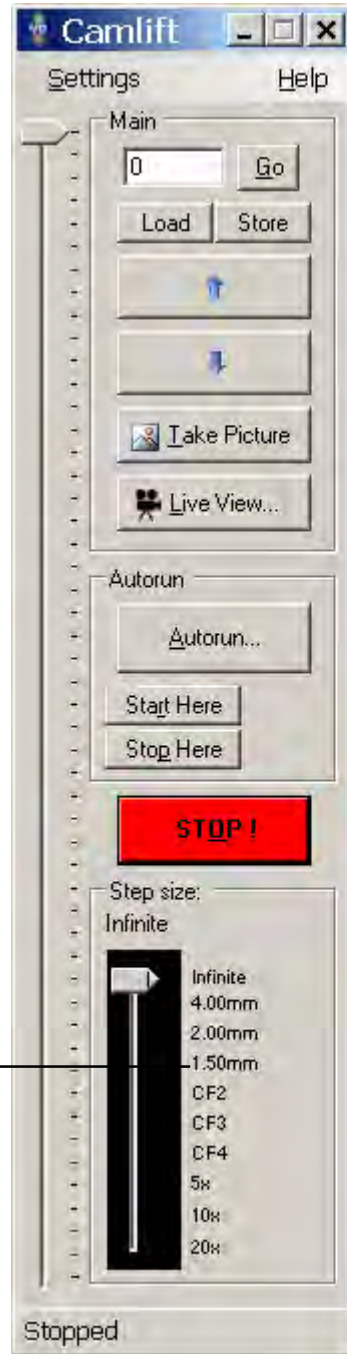 Camlift
Settings Help
Main
0 Go
Load Store
Take Picture
Live View...
Autorun
Autorun...
Start Here
Stop Here
STOP !
Step size:
Infinite
Infinite
4.00mm
2.00mm
1.50mm
CF2
CF3
CF4
5x
10x
20x
Stopped